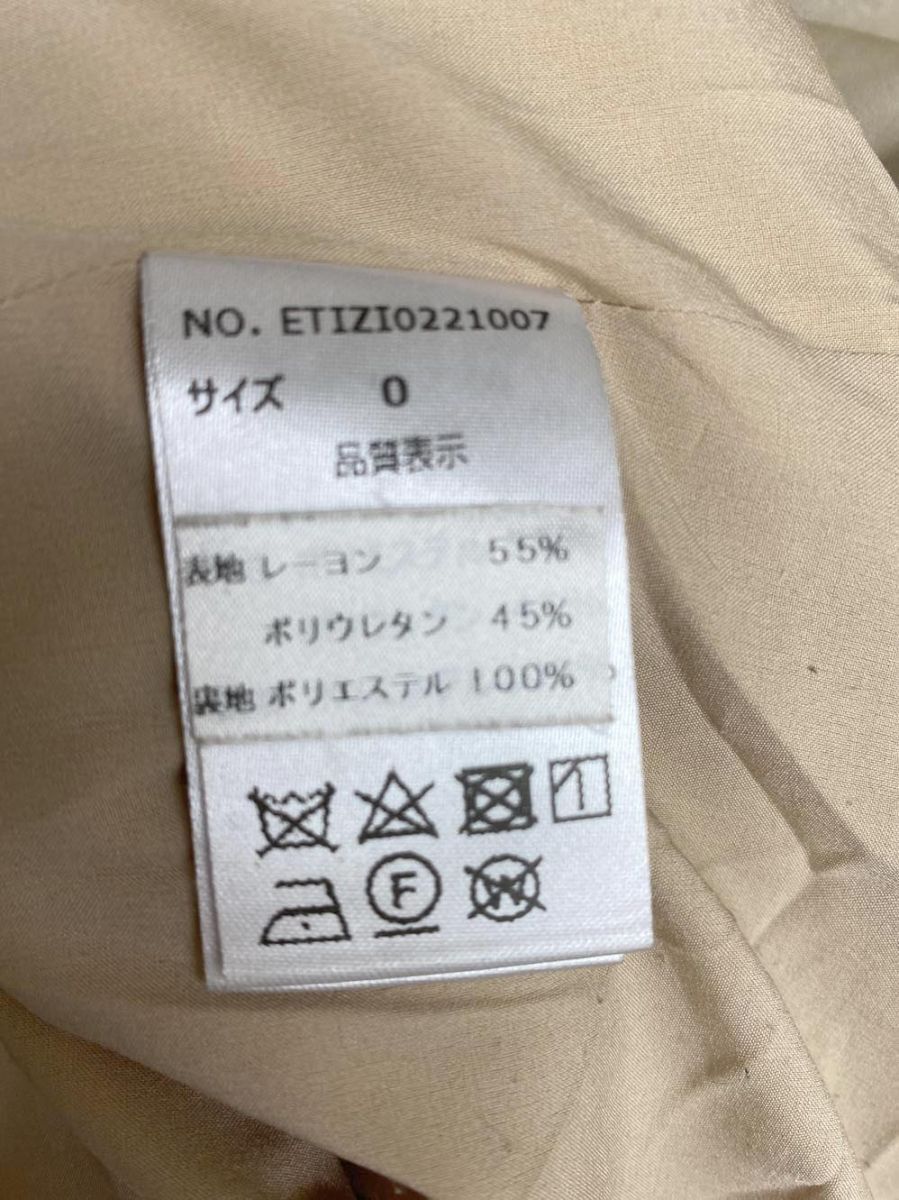 NO. ETIZI0221007
サイズ 0
品質表示
表地 レーヨン 55%
ポリウレタン 45%
裏地 ポリエステル 100%
F
W